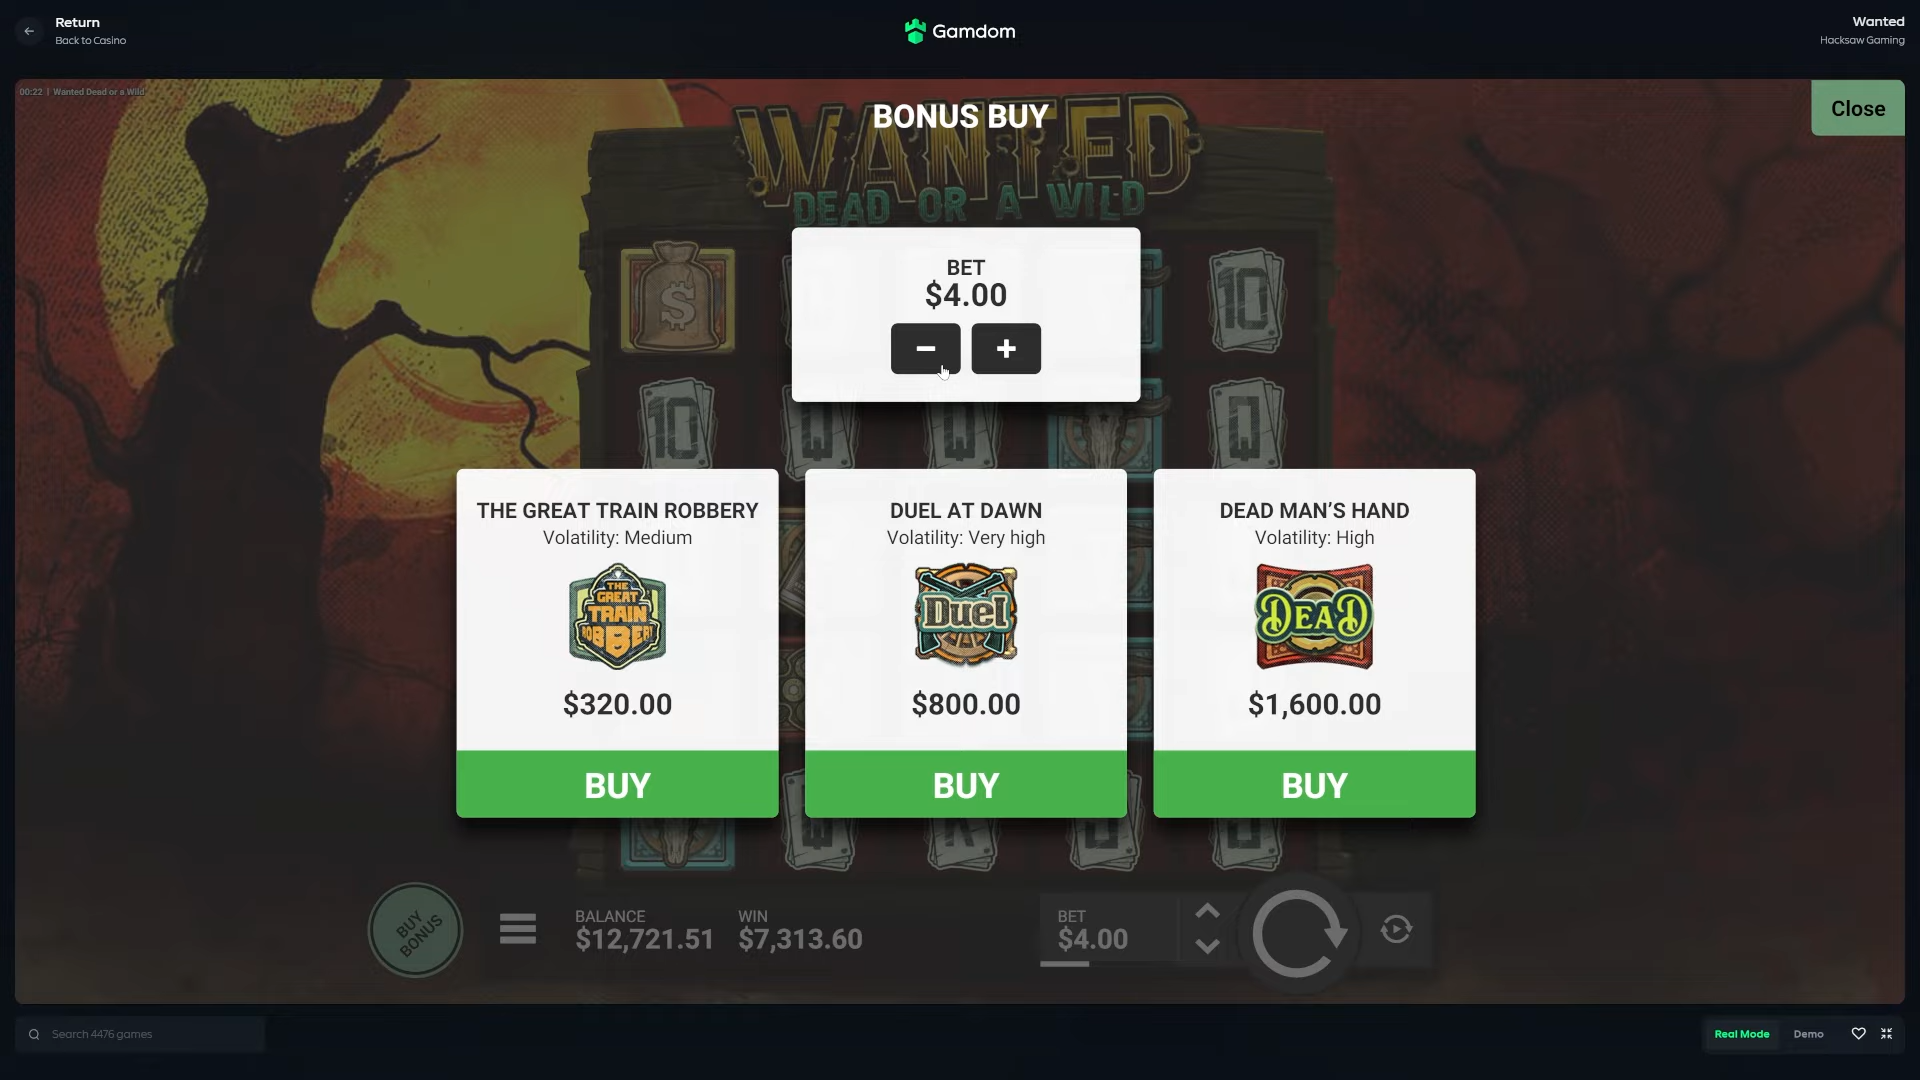 Return
Back to Casino
Gamdom
Wanted
Hacksaw Gaming
00:22 | Wanted Dead or a Wild
BONUS BUY
Close
WANTED
DEAD OR A WILD
BET
$4.00
$
10
10
Q
THE GREAT TRAIN ROBBERY
Volatility: Medium
THE
GREAT
TRAIN
ROBBERY
$320.00
BUY
DUEL AT DAWN
Volatility: Very high
Duel
$800.00
BUY
DEAD MAN'S HAND
Volatility: High
DEAD
$1,600.00
BUY
BUY
BONUS
BALANCE
$12,721.51
WIN
$7,313.60
BET
$4.00
Search 4476 games
Real Mode
Demo